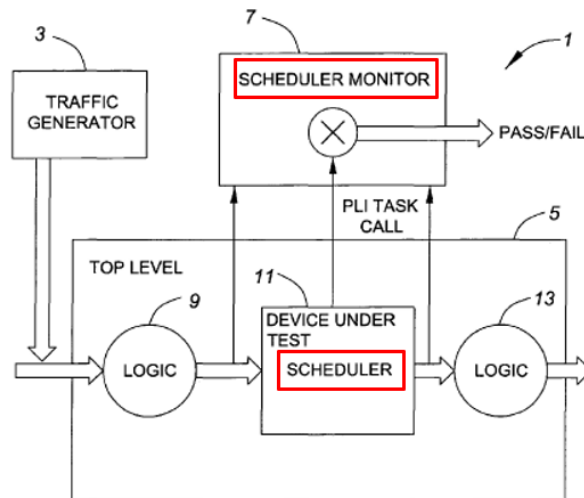 7
1
3
SCHEDULER MONITOR
TRAFFIC
GENERATOR
PASS/FAIL
PLI TASK
CALL
5
TOP LEVEL
11
9
13
DEVICE UNDER
TEST
LOGIC
SCHEDULER
LOGIC